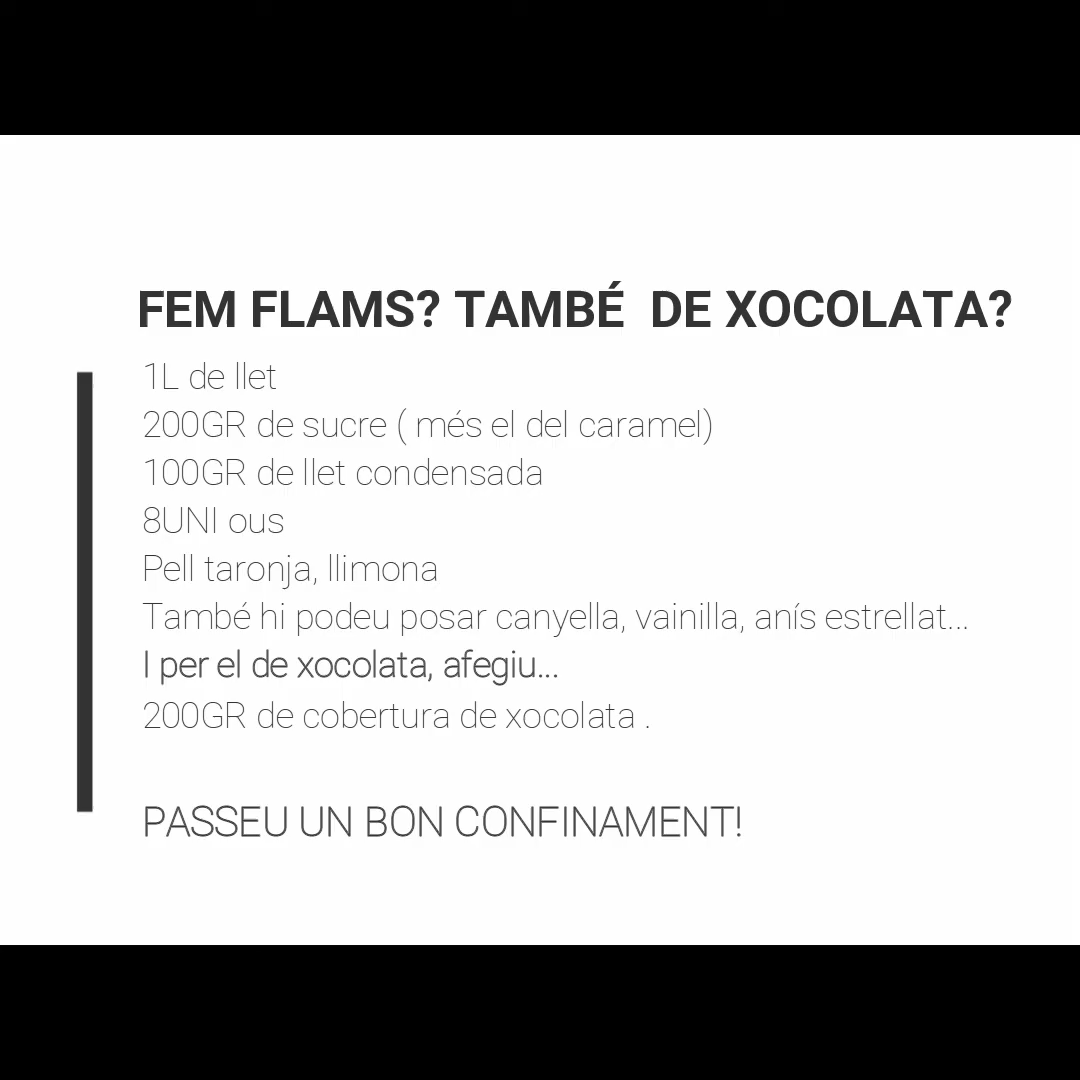 FEM FLAMS? TAMBÉ DE XOCOLATA?
1L de llet
200GR de sucre ( més el del caramel)
100GR de llet condensada
8UNI ous
Pell taronja, llimona
També hi podeu posar canyella, vainilla, anís estrellat...
I per el de xocolata, afegiu...
200GR de cobertura de xocolata .
PASSEU UN BON CONFINAMENT!